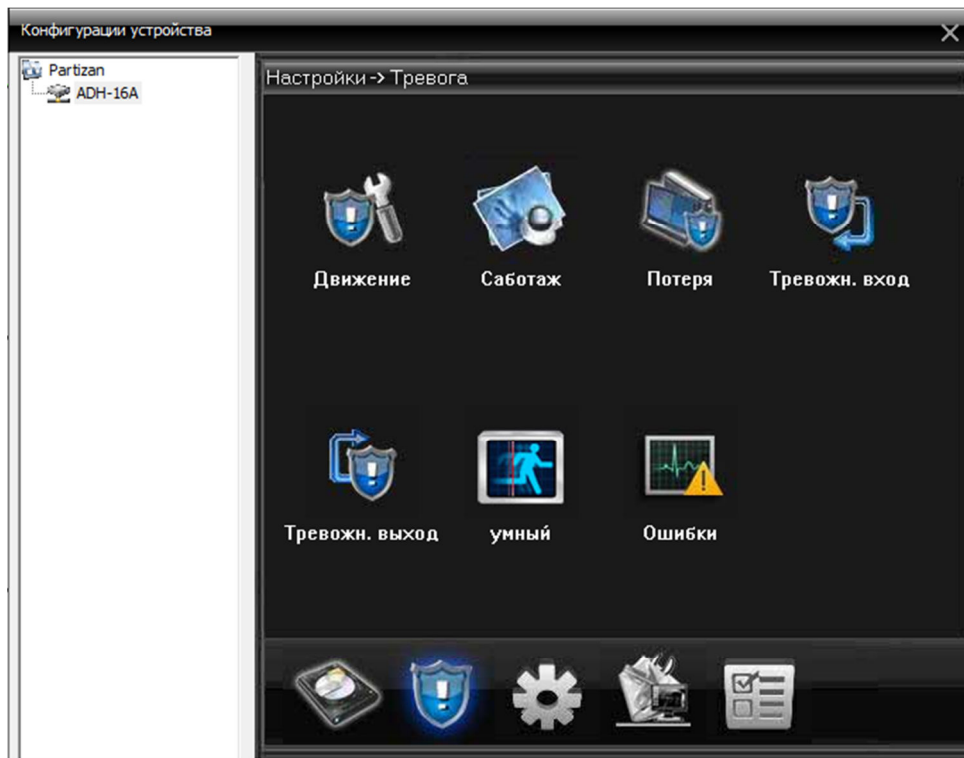 Конфигурации устройства
Partizan
ADH-16A
Настройки-> Тревога
Движение
Саботаж
Потеря
Тревожн. вход
Тревожн. выход
умный
Ошибки